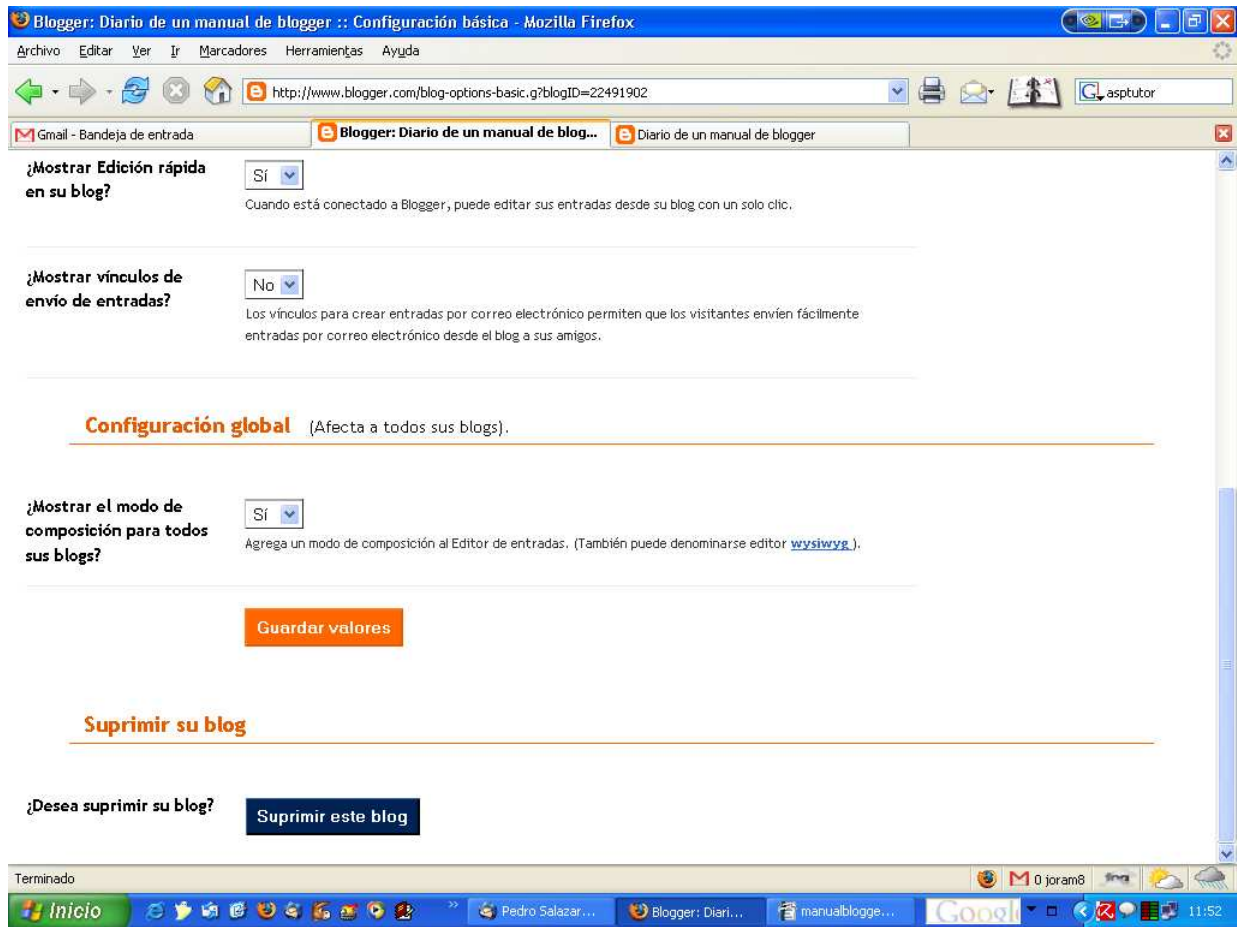 Blogger: Diario de un manual de blogger :: Configuración básica - Mozilla Firefox
Archivo Editar Ver Ir Marcadores Herramientas Ayuda
http://www.blogger.com/blog-options-basic.g?blogID=22491902
G asptutor
Gmail - Bandeja de entrada
Blogger: Diario de un manual de blog...
Diario de un manual de blogger
¿Mostrar Edición rápida
en su blog?
Sí
Cuando está conectado a Blogger, puede editar sus entradas desde su blog con un solo clic.
¿Mostrar vínculos de
envío de entradas?
No
Los vínculos para crear entradas por correo electrónico permiten que los visitantes envíen fácilmente
entradas por correo electrónico desde el blog a sus amigos.
Configuración global (Afecta a todos sus blogs).
¿Mostrar el modo de
composición para todos
sus blogs?
Sí
Agrega un modo de composición al Editor de entradas. (También puede denominarse editor wysiwyg ).
Guardar valores
Suprimir su blog
¿Desea suprimir su blog?
Suprimir este blog
Terminado
0 joram8
Inicio
Pedro Salazar...
Blogger: Diari...
manualblogge...
Googl
11:52